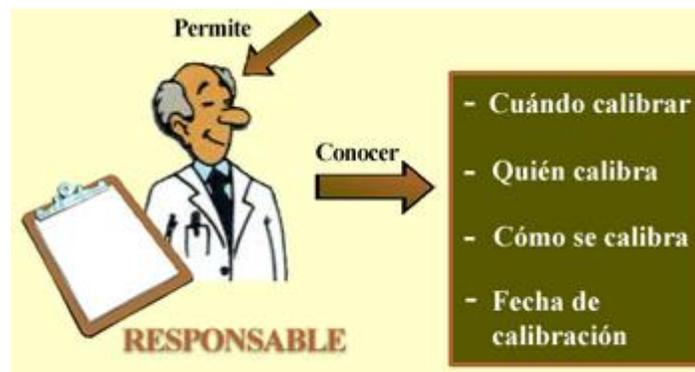 Permite
Conocer
RESPONSABLE
- Cuándo calibrar
- Quién calibra
- Cómo se calibra
- Fecha de
calibración